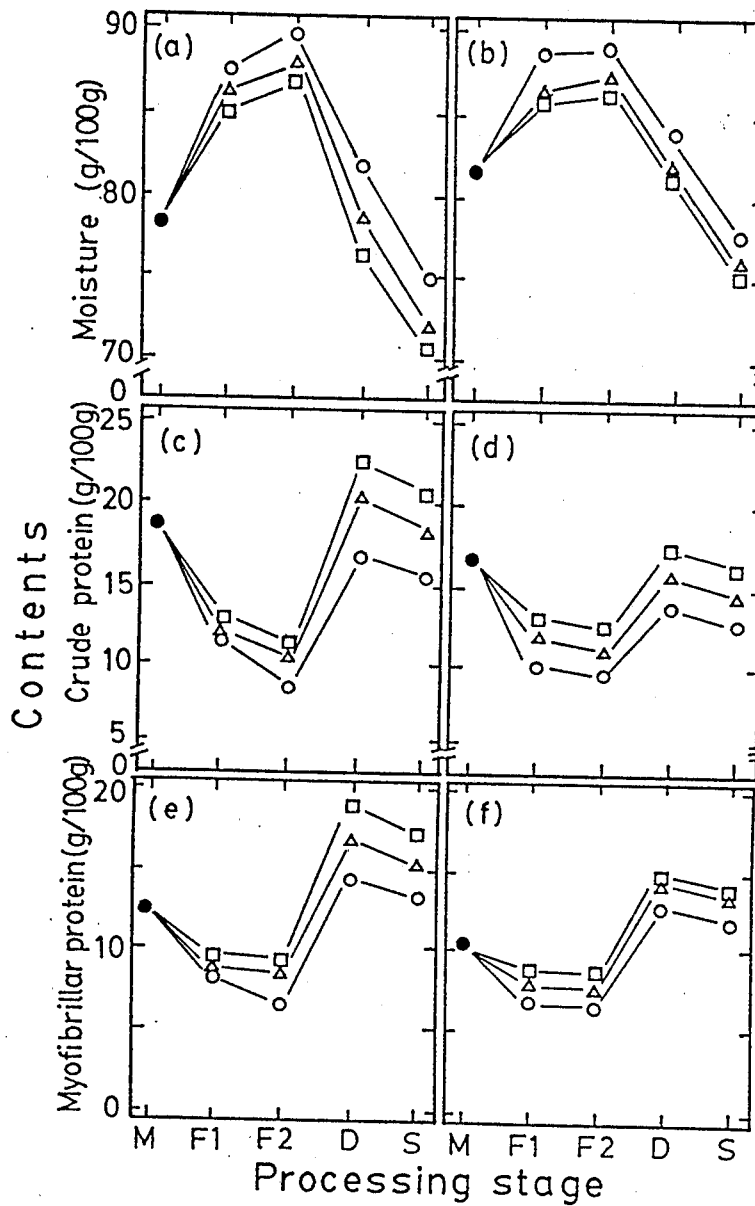 90
80
70
0
(a)
(b)
Moisture (g/100g)
25
20
15
10
5
0
(c)
(d)
Contents
Crude protein (g/100g)
20
10
0
(e)
(f)
Myofibrillar protein (g/100g)
M F1 F2 D S M F1 F2 D S
Processing stage